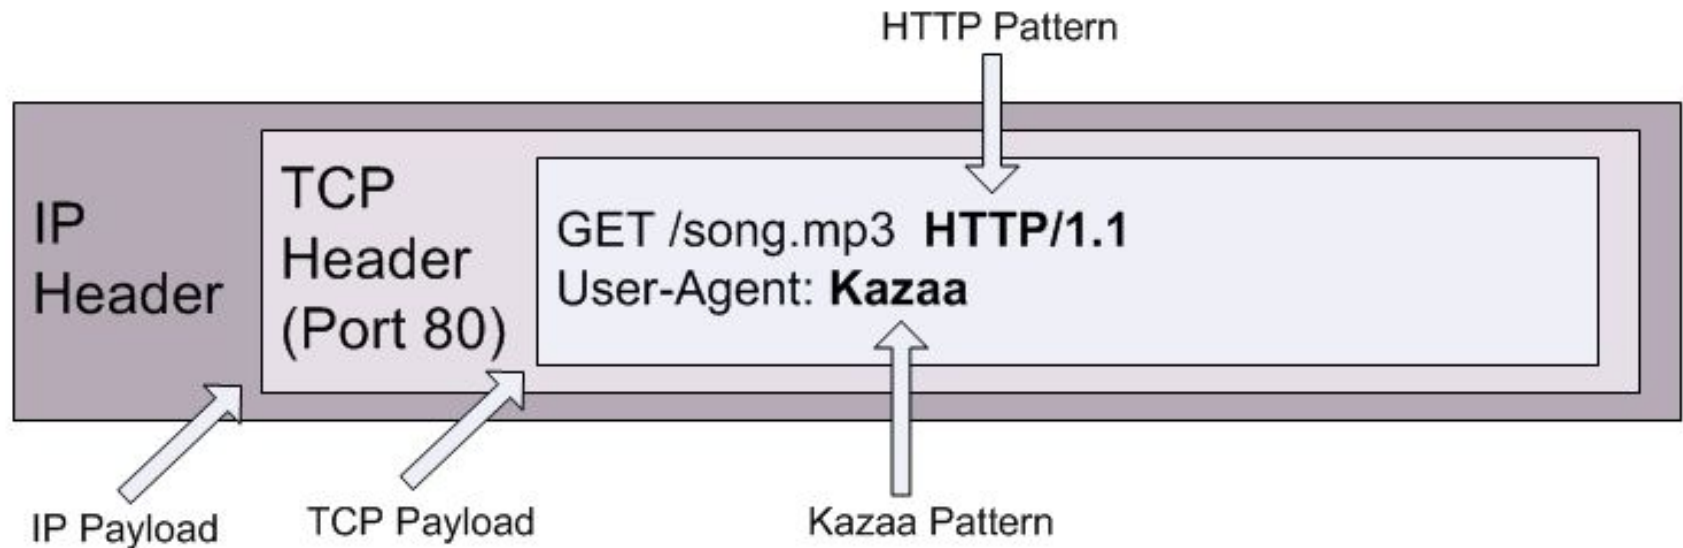 HTTP Pattern
IP
Header
TCP
Header
(Port 80)
GET /song.mp3 HTTP/1.1
User-Agent: Kazaa
IP Payload
TCP Payload
Kazaa Pattern